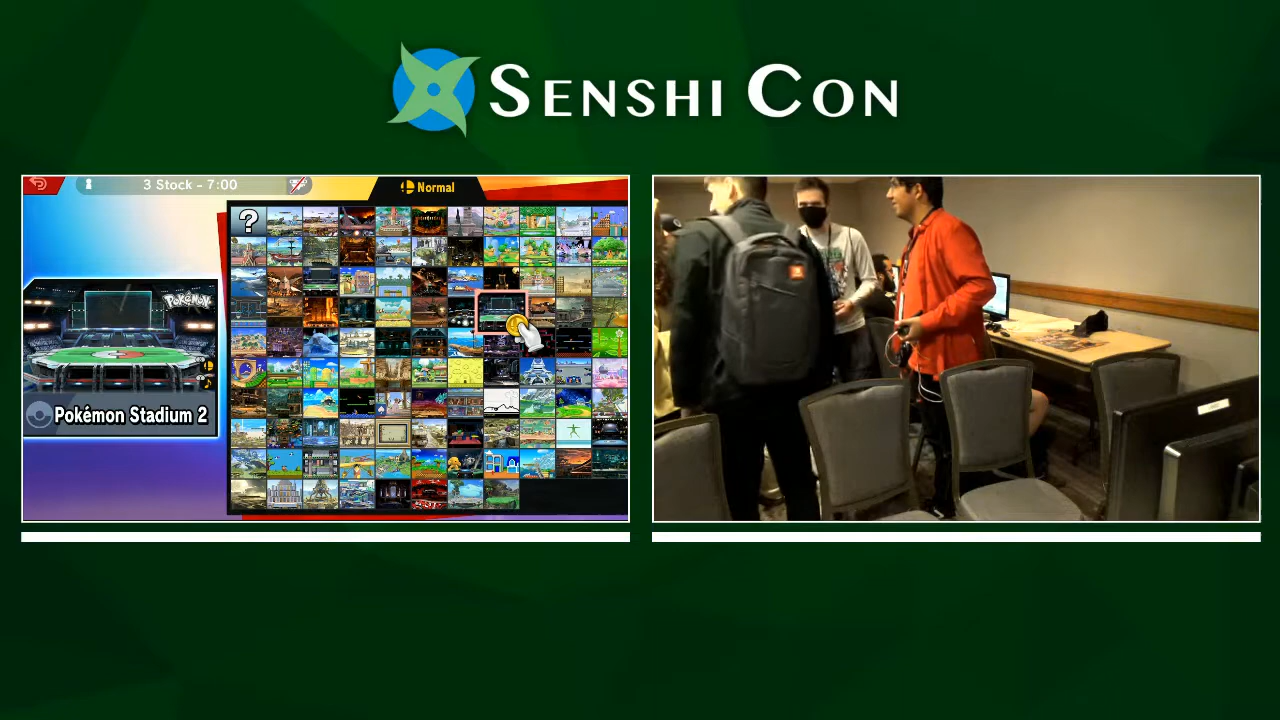 SENSHI CON
3 Stock - 7:00
Normal
Pokémon
Pokémon Stadium 2